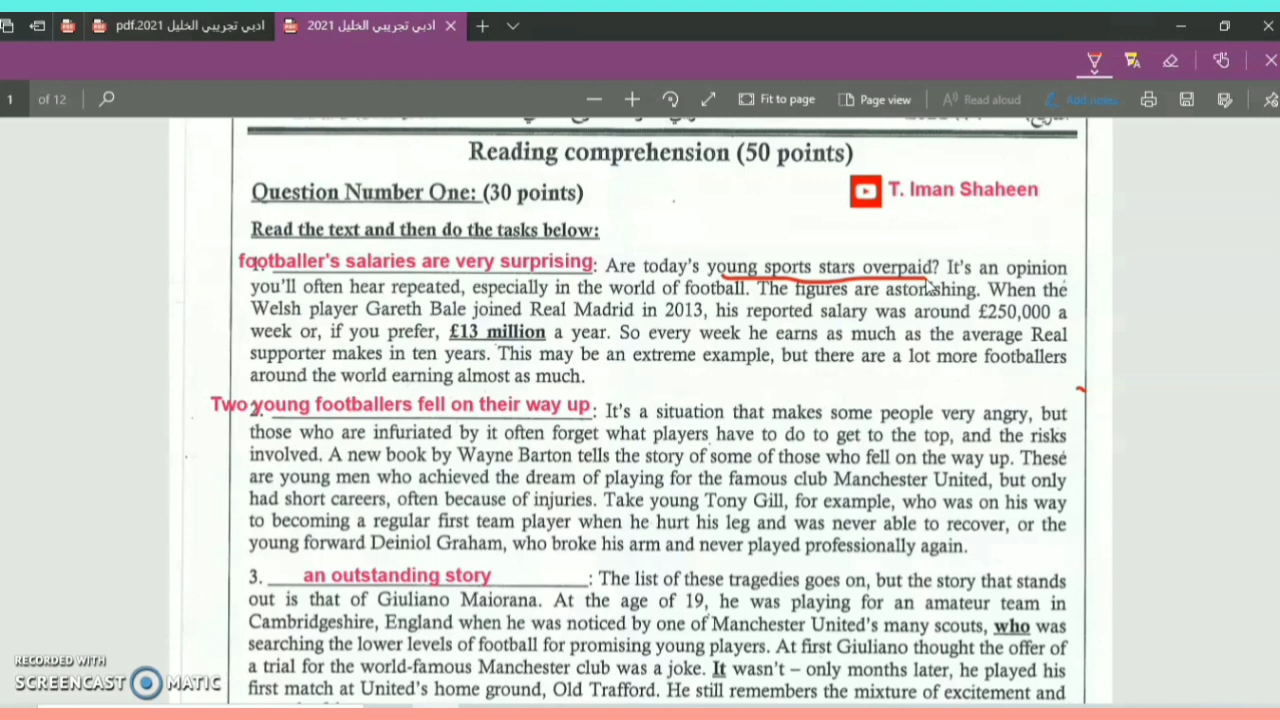 ادبي تجريبي الخليل 2021.pdf
ادبي تجريبي الخليل 2021
1 of 12
Fit to page
Page view
Read aloud
Add notes
Reading comprehension (50 points)
Question Number One: (30 points)
T. Iman Shaheen
Read the text and then do the tasks below:
1. footballer's salaries are very surprising: Are today's young sports stars overpaid? It's an opinion
you'll often hear repeated, especially in the world of football. The figures are astonishing. When the
Welsh player Gareth Bale joined Real Madrid in 2013, his reported salary was around £250,000 a
week or, if you prefer, £13 million a year. So every week he earns as much as the average Real
supporter makes in ten years. This may be an extreme example, but there are a lot more footballers
around the world earning almost as much.
2. Two young footballers fell on their way up: It's a situation that makes some people very angry, but
those who are infuriated by it often forget what players have to do to get to the top, and the risks
involved. A new book by Wayne Barton tells the story of some of those who fell on the way up. These
are young men who achieved the dream of playing for the famous club Manchester United, but only
had short careers, often because of injuries. Take young Tony Gill, for example, who was on his way
to becoming a regular first team player when he hurt his leg and was never able to recover, or the
young forward Deiniol Graham, who broke his arm and never played professionally again.
3. an outstanding story: The list of these tragedies goes on, but the story that stands
out is that of Giuliano Maiorana. At the age of 19, he was playing for an amateur team in
Cambridgeshire, England when he was noticed by one of Manchester United's many scouts, who was
searching the lower levels of football for promising young players. At first Giuliano thought the offer of
a trial for the world-famous Manchester club was a joke. It wasn't – only months later, he played his
first match at United's home ground, Old Trafford. He still remembers the mixture of excitement and
RECORDED WITH
SCREENCAST MATIC